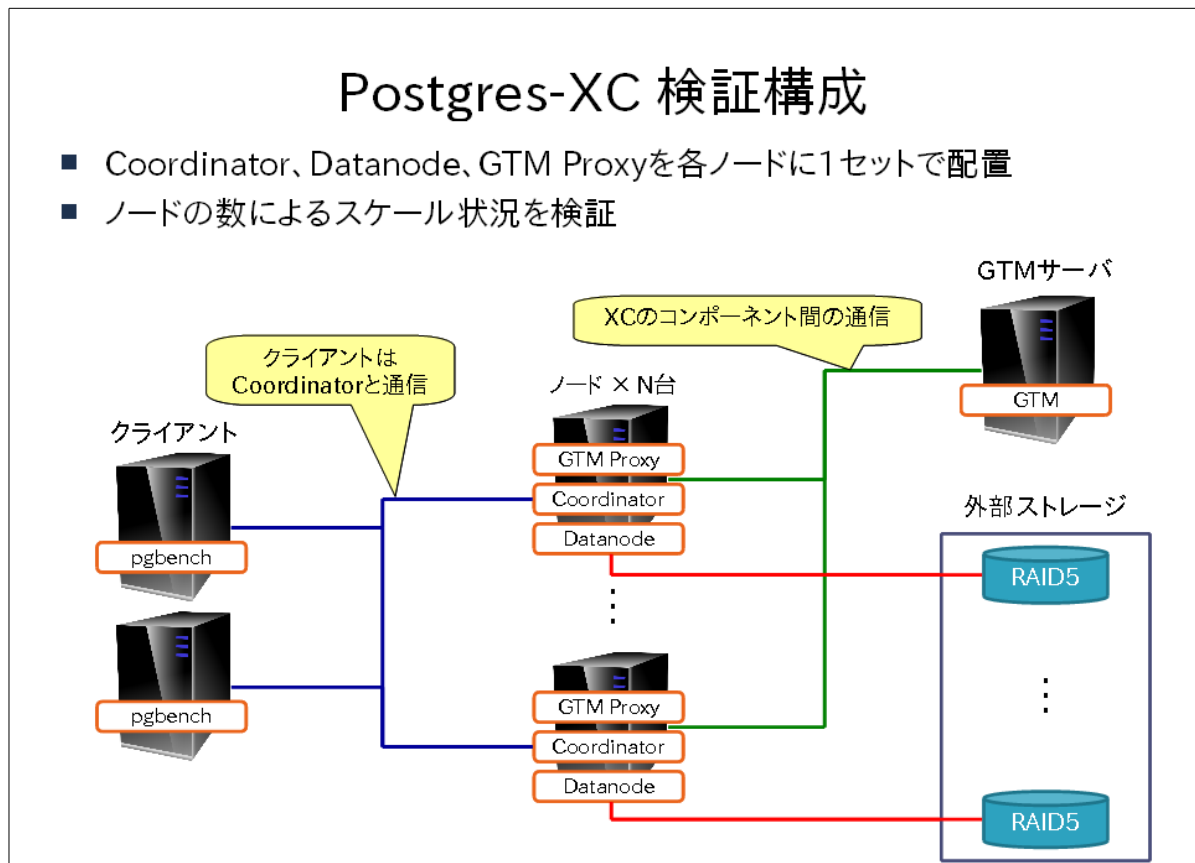 Postgres-XC 検証構成
Coordinator、Datanode、GTM Proxyを各ノードに1セットで配置
ノードの数によるスケール状況を検証
GTMサーバ
XCのコンポーネント間の通信
クライアントは
Coordinatorと通信
ノード × N台
GTM
クライアント
GTM Proxy
Coordinator
Datanode
pgbench
外部ストレージ
RAID5
pgbench
GTM Proxy
Coordinator
Datanode
RAID5